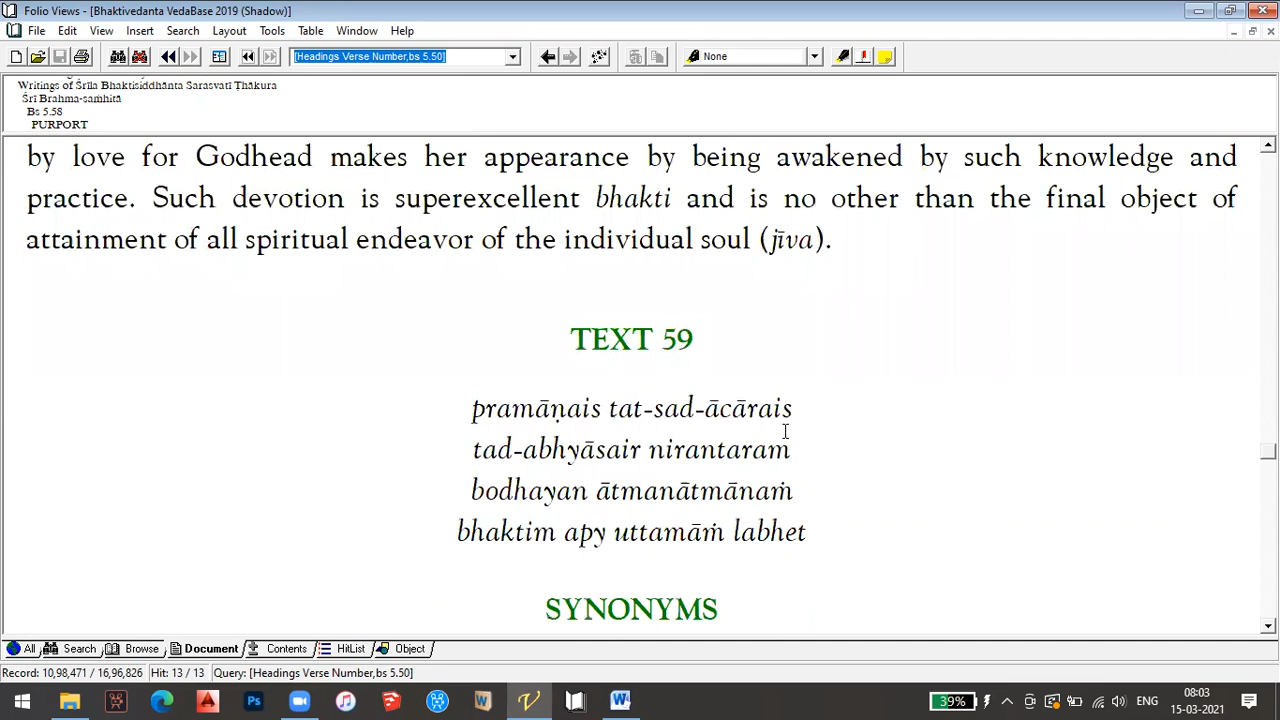 Folio Views - [Bhaktivedanta VedaBase 2019 (Shadow)]
File Edit View Insert Search Layout Tools Table Window Help
[Headings Verse Number,bs 5.50] None
Writings of Śrīla Bhaktisiddhānta Sarasvatī Ṭhākura
Śrī Brahma-saṁhitā
Bs 5.58
PURPORT
by love for Godhead makes her appearance by being awakened by such knowledge and
practice. Such devotion is superexcellent bhakti and is no other than the final object of
attainment of all spiritual endeavor of the individual soul (jīva).
TEXT 59
pramāṇais tat-sad-ācārais
tad-abhyāsair nirantaram
bodhayan ātmanātmānaṁ
bhaktim apy uttamāṁ labhet
SYNONYMS
All Search Browse Document Contents HitList Object
Record: 10,98,471 / 16,96,826 Hit: 13 / 13 Query: [Headings Verse Number,bs 5.50]
39% ENG 08:03
15-03-2021